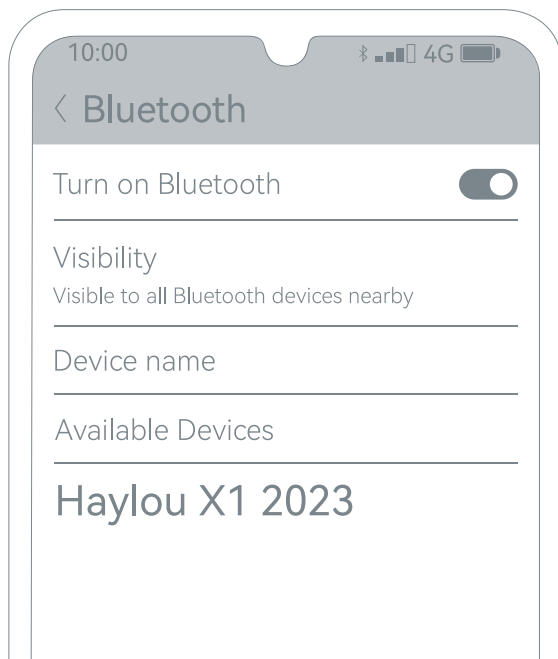 10:00 4G
Bluetooth
Turn on Bluetooth
Visibility
Visible to all Bluetooth devices nearby
Device name
Available Devices
Haylou X1 2023